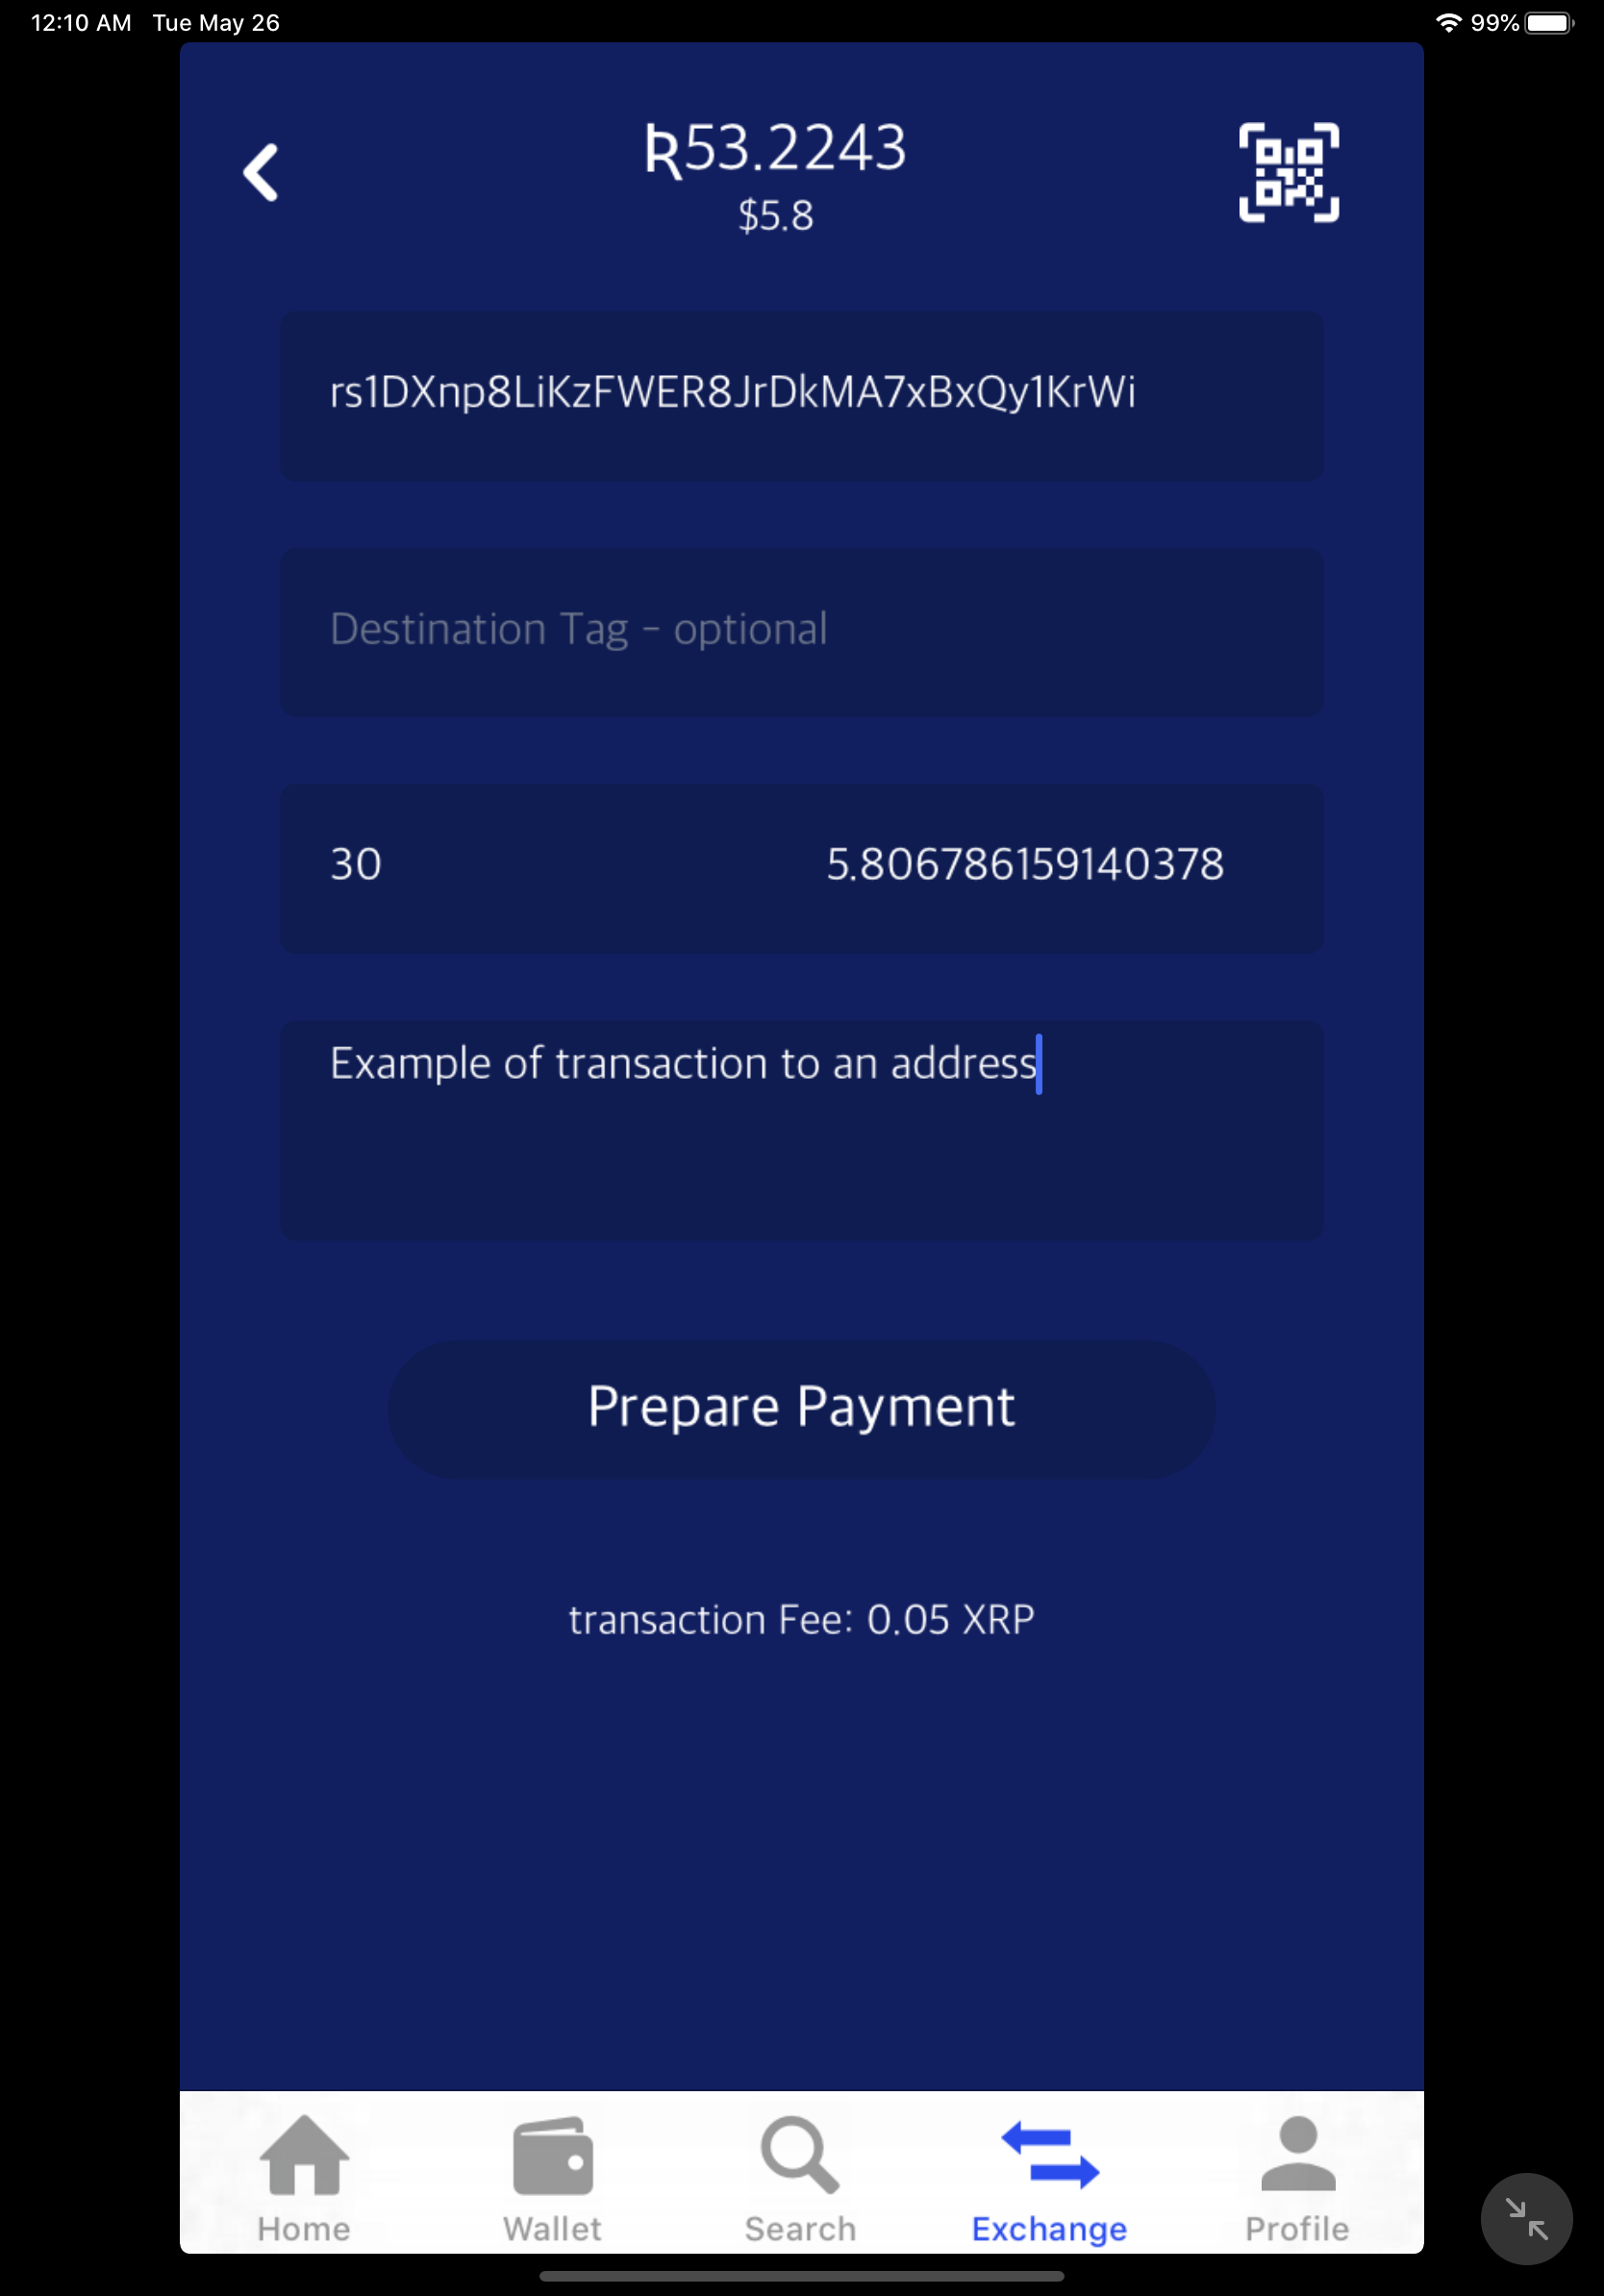 12:10 AM Tue May 26 99%
Ʀ53.2243
$5.8
rs1DXnp8LiKzFWER8JrDkMA7xBxQy1KrWi
Destination Tag - optional
30 5.806786159140378
Example of transaction to an address
Prepare Payment
transaction Fee: 0.05 XRP
Home Wallet Search Exchange Profile